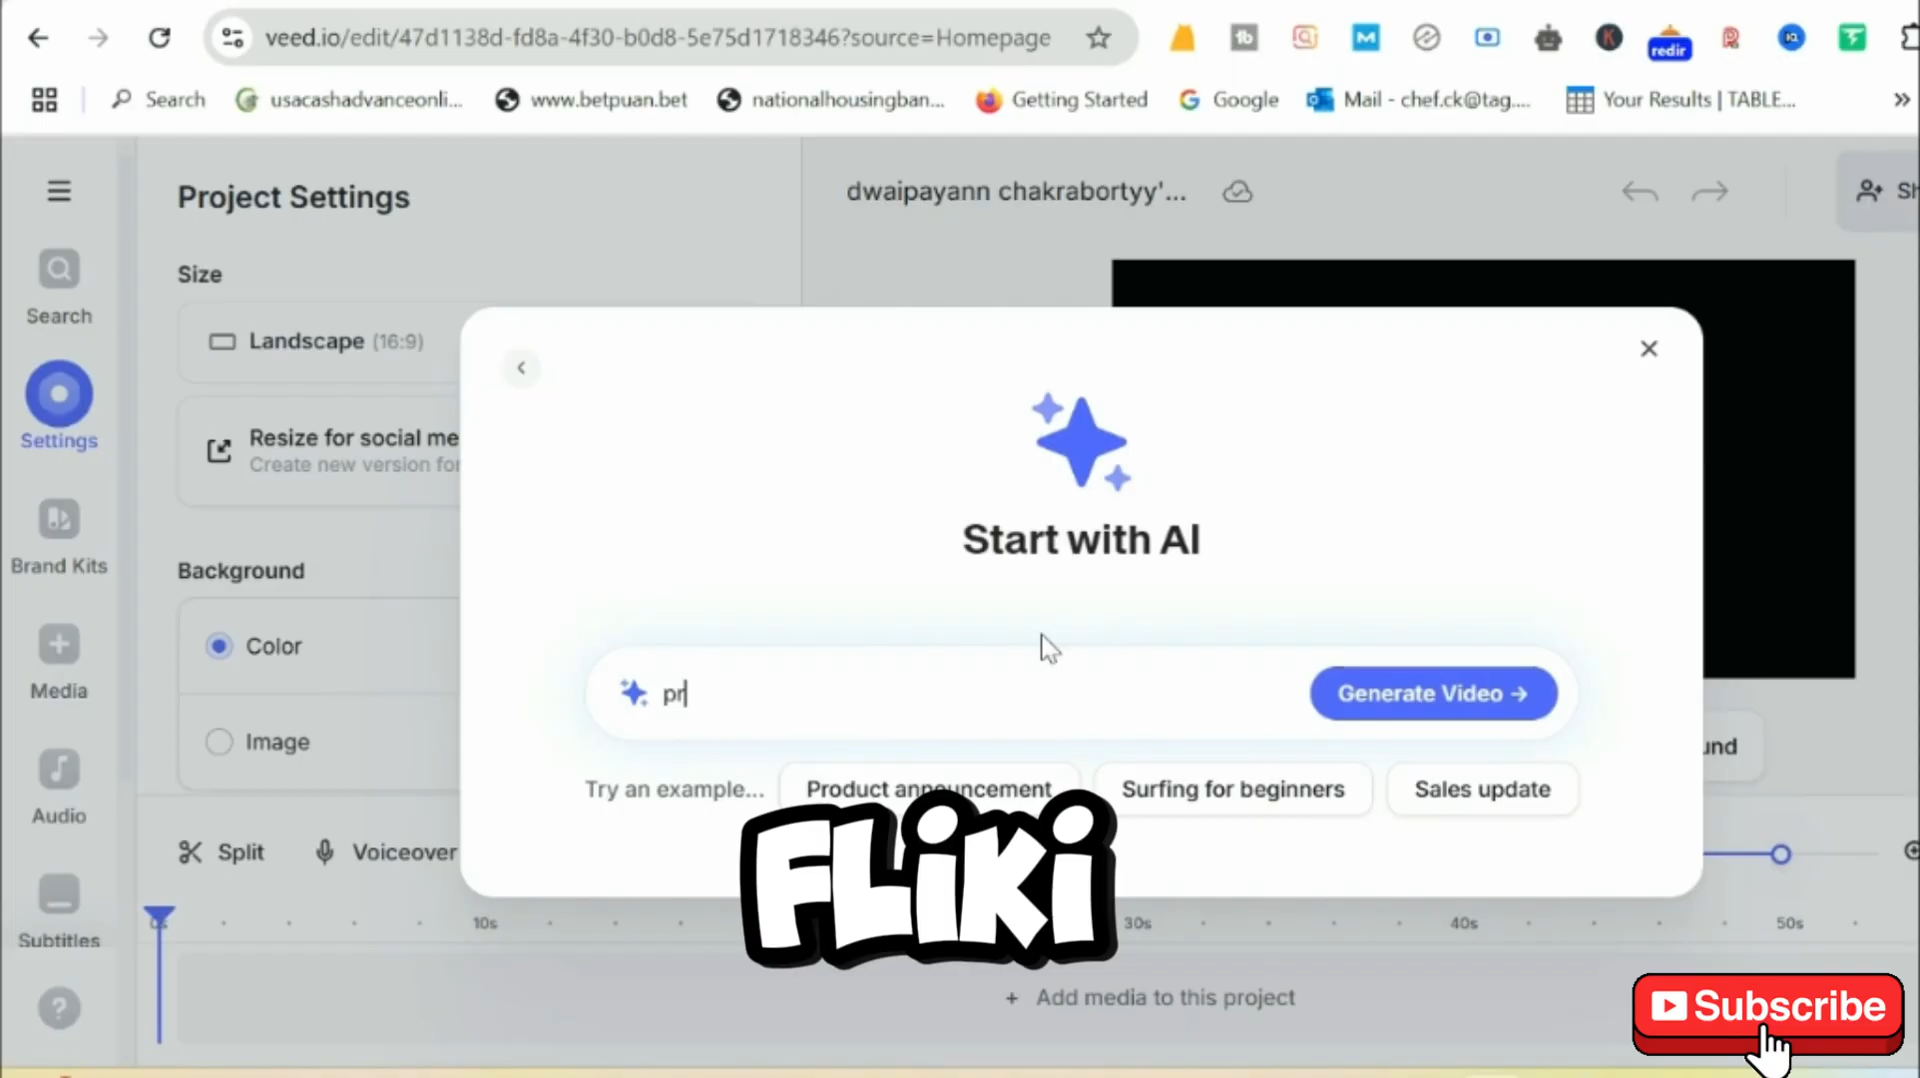 veed.io/edit/47d1138d-fd8a-4f30-b0d8-5e75d1718346?source=Homepage
redir
Search
usacashadvanceonli...
www.betpuan.bet
nationalhousingban...
Getting Started
Google
Mail - chef.ck@tag....
Your Results | TABLE...
Project Settings
dwaipayann chakrabortyy'...
Sh
Size
Search
Landscape (16:9)
Resize for social me
Create new version for
Settings
Start with AI
Brand Kits
Background
Color
pr
Generate Video →
Media
Image
und
Try an example...
Product announcement
Surfing for beginners
Sales update
Audio
Split
Voiceover
FLiKi
10s
30s
40s
50s
Subtitles
+ Add media to this project
Subscribe